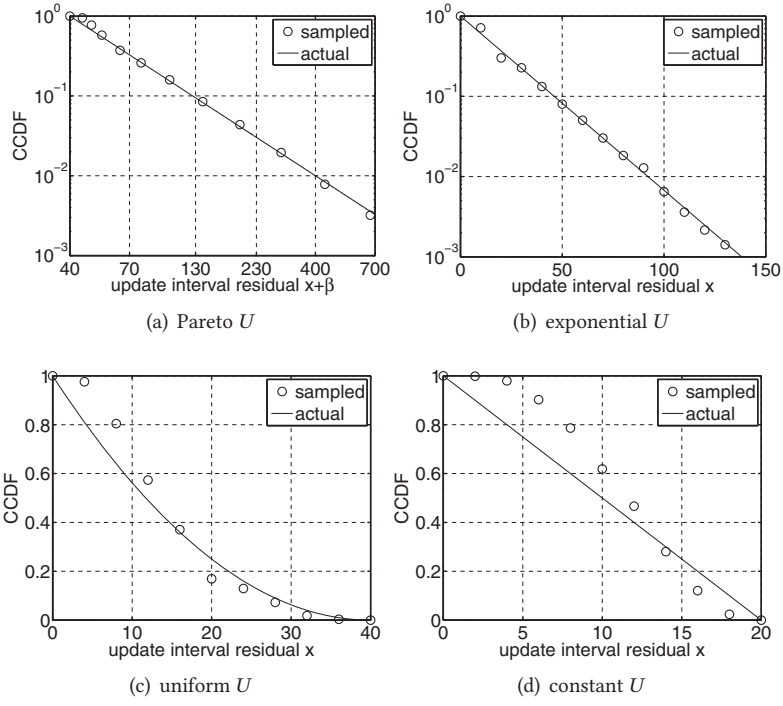 10^0
10^-1
10^-2
10^-3
CCDF
sampled
actual
40 70 130 230 400 700
update interval residual x+β
(a) Pareto U
10^0
10^-1
10^-2
10^-3
CCDF
sampled
actual
0 50 100 150
update interval residual x
(b) exponential U
1
0.8
0.6
0.4
0.2
0
CCDF
sampled
actual
0 10 20 30 40
update interval residual x
(c) uniform U
1
0.8
0.6
0.4
0.2
0
CCDF
sampled
actual
0 5 10 15 20
update interval residual x
(d) constant U